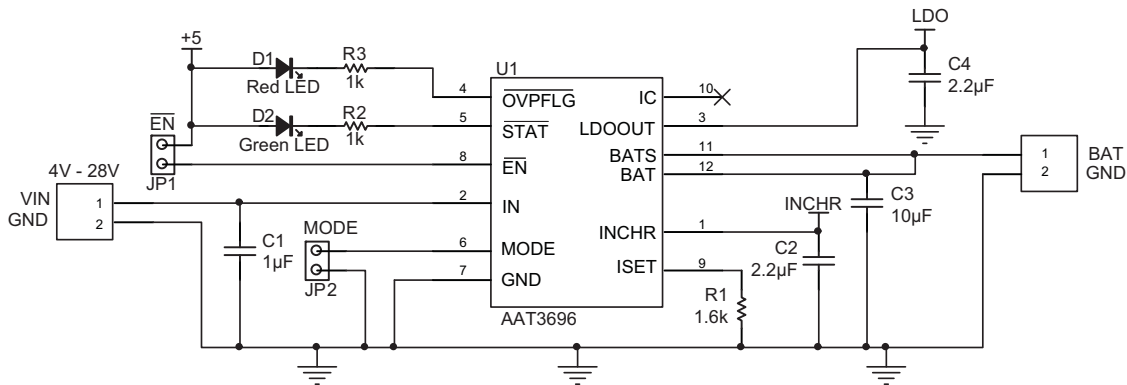 LDO
+5
D1
Red LED
R3
1k
U1
C4
2.2µF
4
OVPFLG
IC
10
D2
Green LED
R2
1k
5
STAT
LDOOUT
3
EN
JP1
8
EN
BATS
11
BAT
12
1
2
BAT
GND
4V - 28V
VIN
GND
1
2
2
IN
INCHR
C3
10µF
C1
1µF
MODE
JP2
6
MODE
INCHR
1
C2
2.2µF
7
GND
ISET
9
R1
1.6k
AAT3696